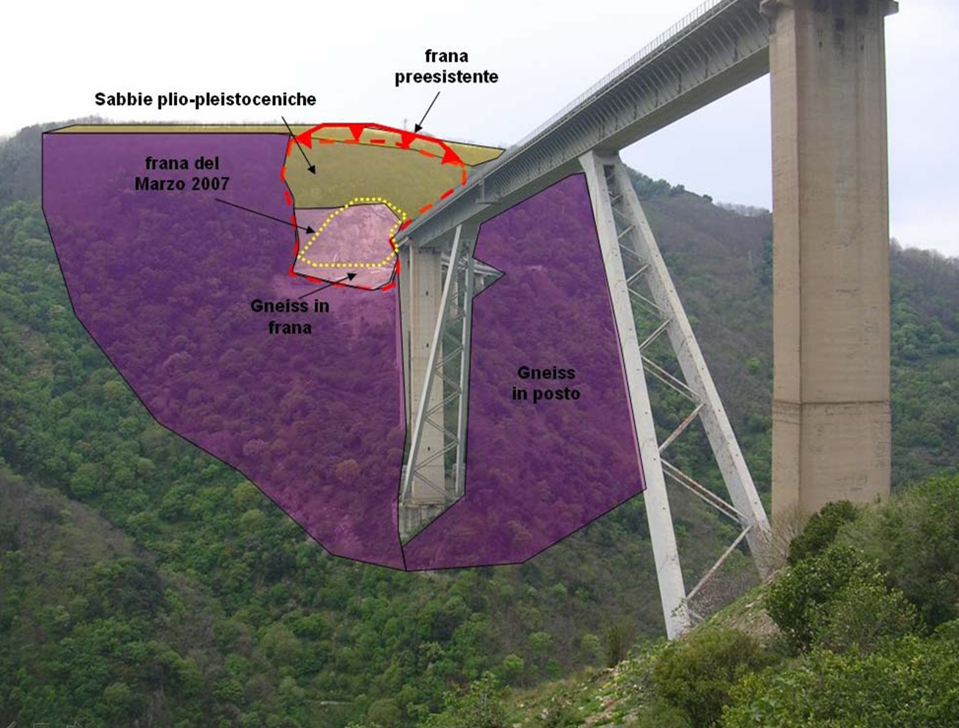 frana
preesistente
Sabbie plio-pleistoceniche
frana del
Marzo 2007
Gneiss in
frana
Gneiss
in posto